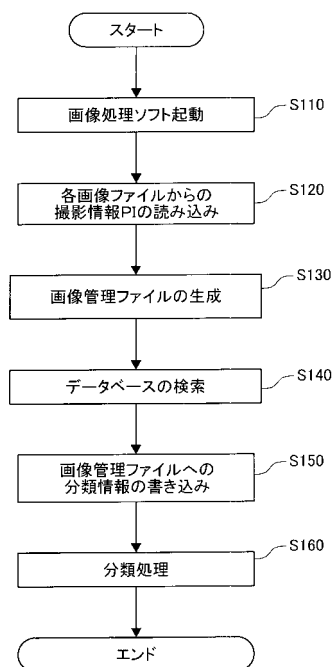 スタート
画像処理ソフト起動
S110
各画像ファイルからの
撮影情報PIの読み込み
S120
画像管理ファイルの生成
S130
データベースの検索
S140
画像管理ファイルへの
分類情報の書き込み
S150
分類処理
S160
エンド